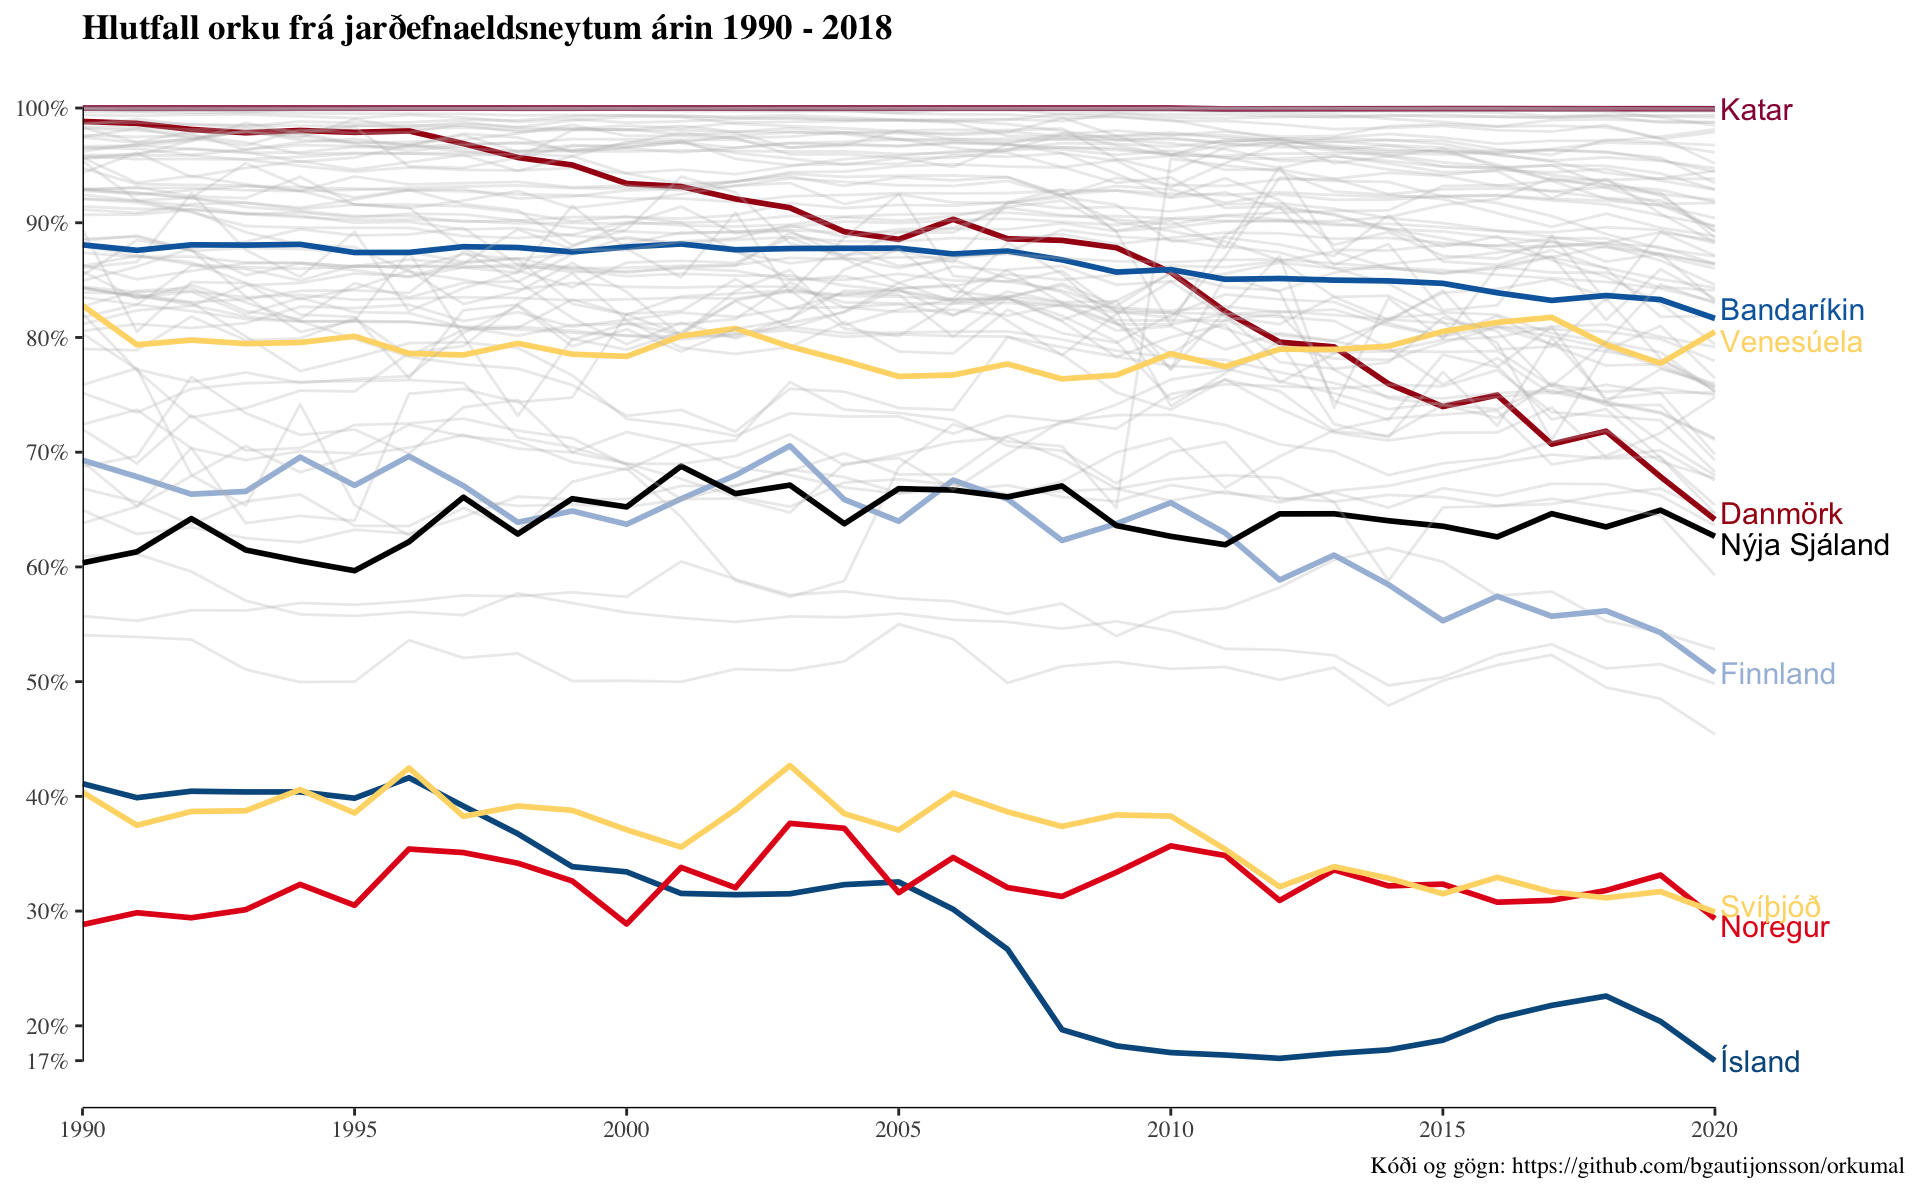 Hlutfall orku frá jarðefnaeldsneytum árin 1990 - 2018
100%
90%
80%
70%
60%
50%
40%
30%
20%
17%
Katar
Bandaríkin
Venesúela
Danmörk
Nýja Sjáland
Finnland
Svíþjóð
Noregur
Ísland
1990 1995 2000 2005 2010 2015 2020
Kóði og gögn: https://github.com/bgautijonsson/orkumal